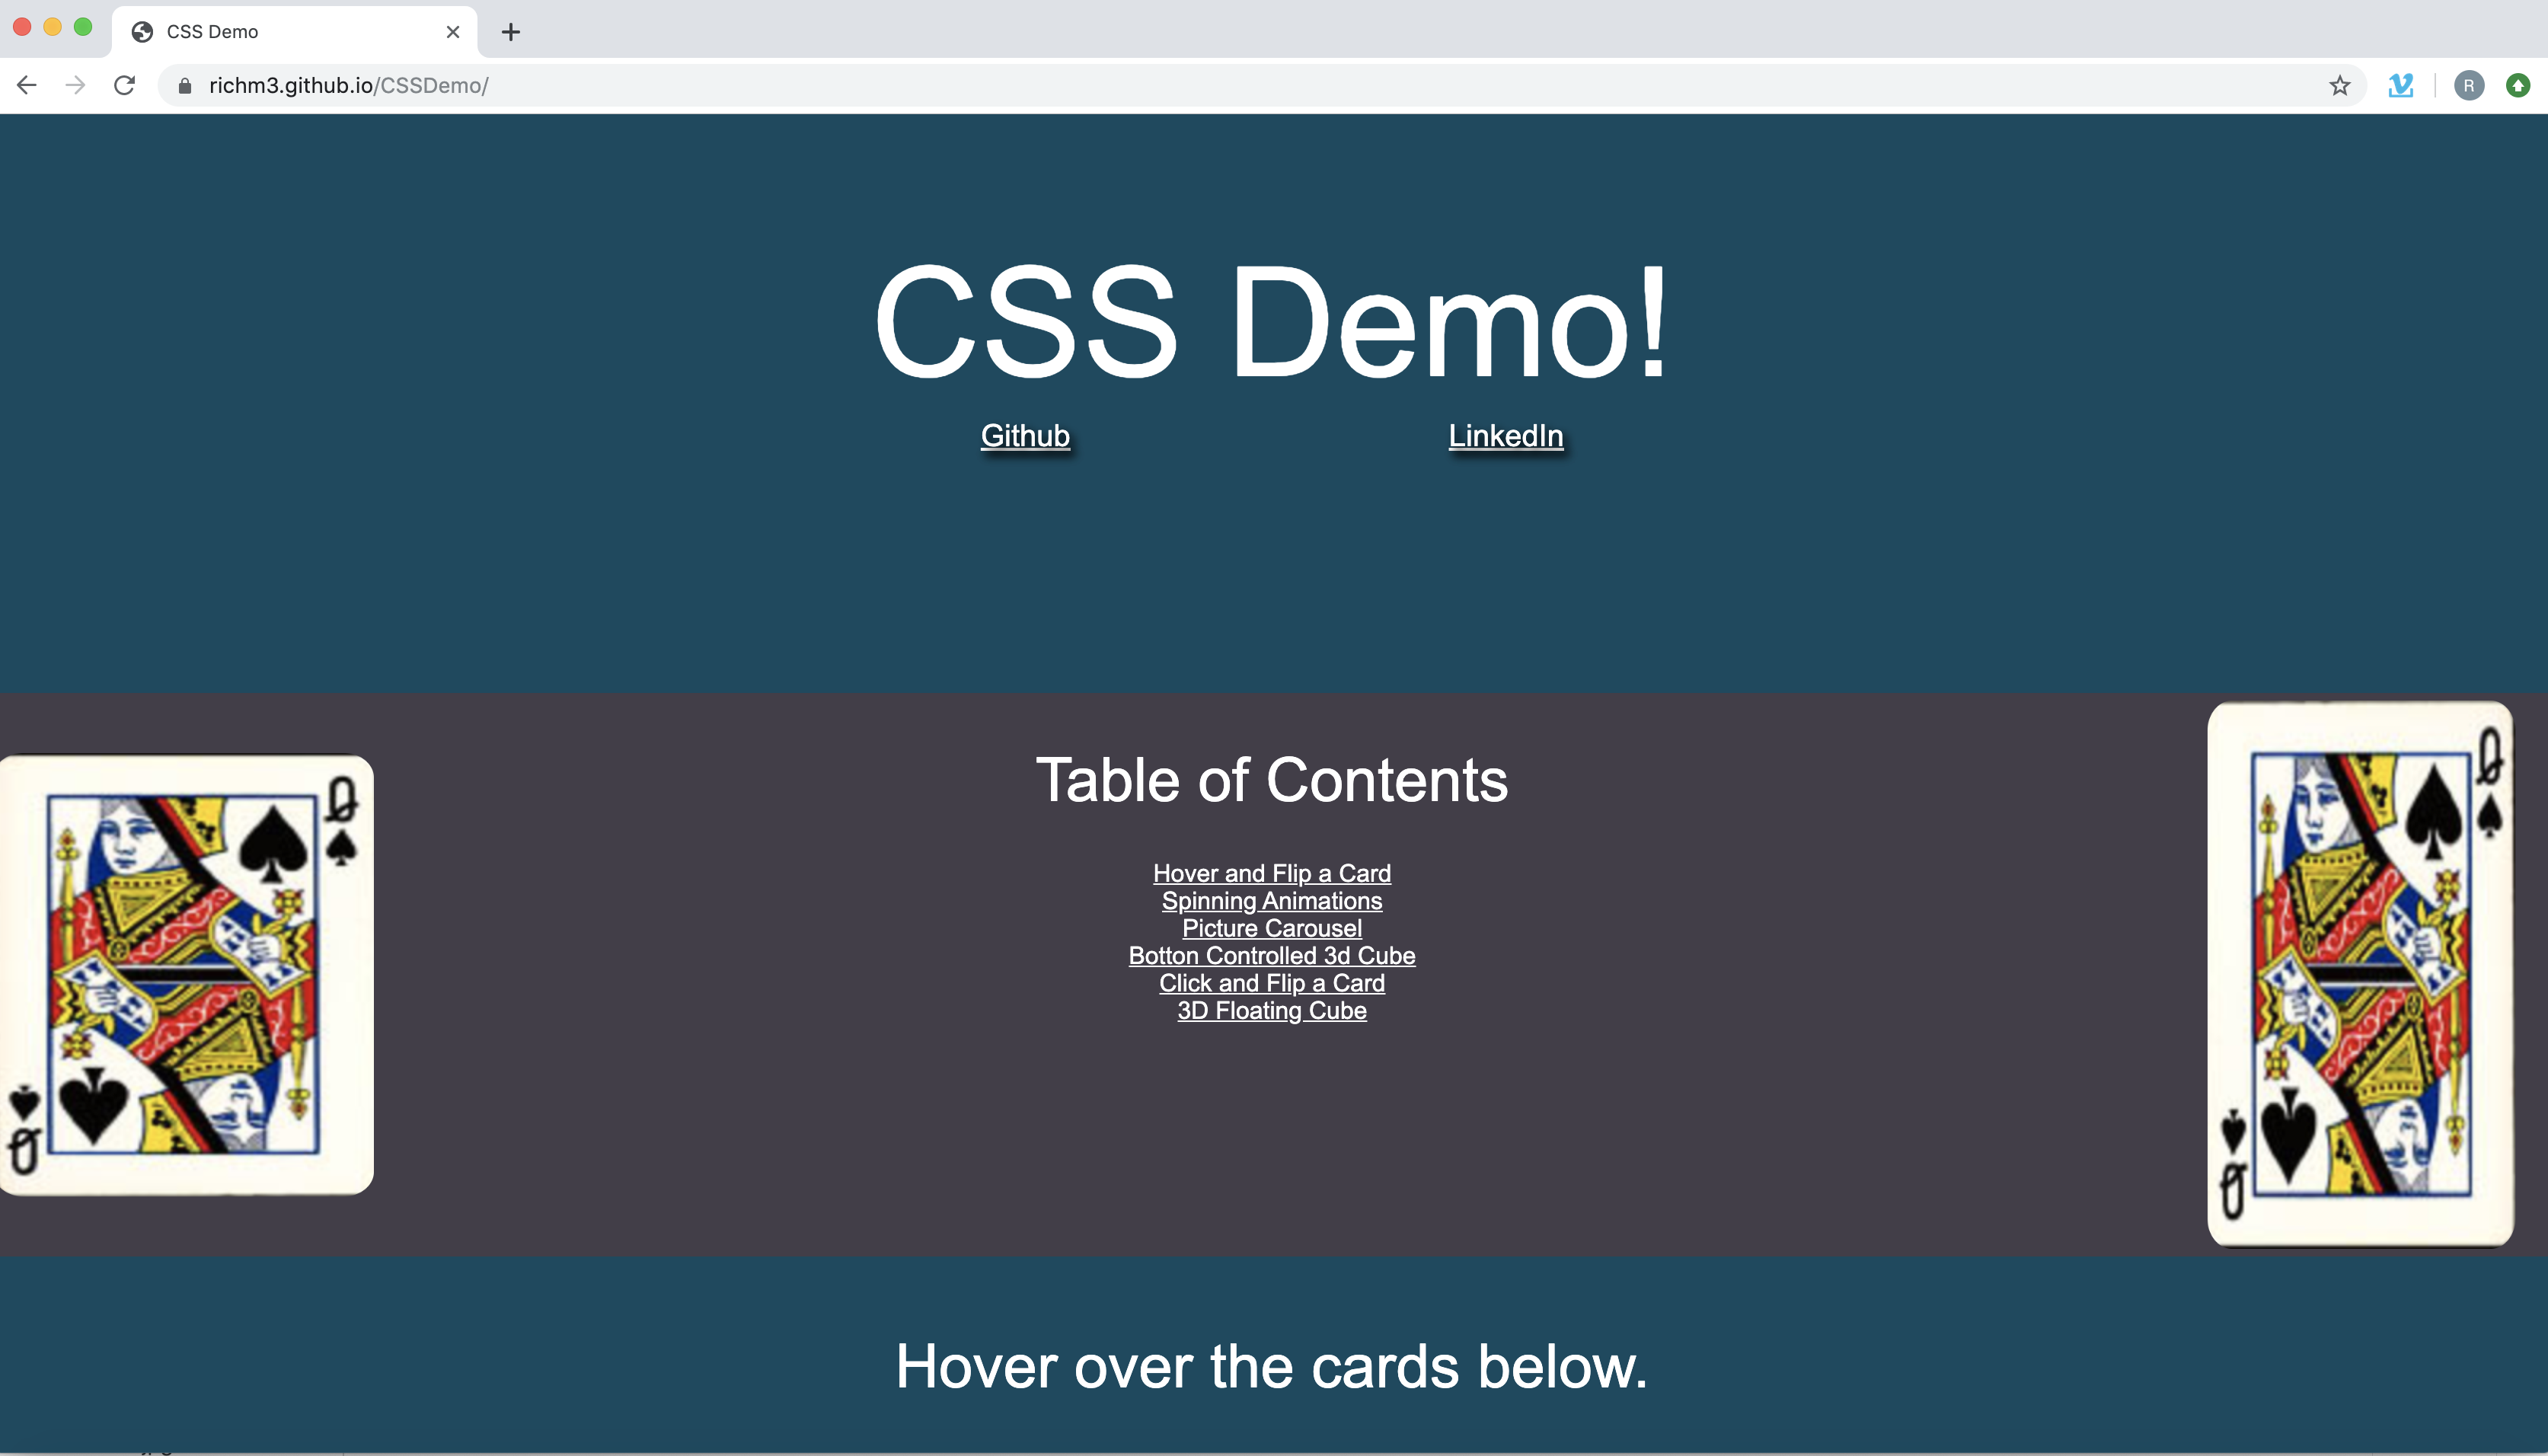 CSS Demo
richm3.github.io/CSSDemo/
R
CSS Demo!
Github
LinkedIn
Table of Contents
Q
Q
Hover and Flip a Card
Spinning Animations
Picture Carousel
Botton Controlled 3d Cube
Click and Flip a Card
3D Floating Cube
Q
Q
Hover over the cards below.